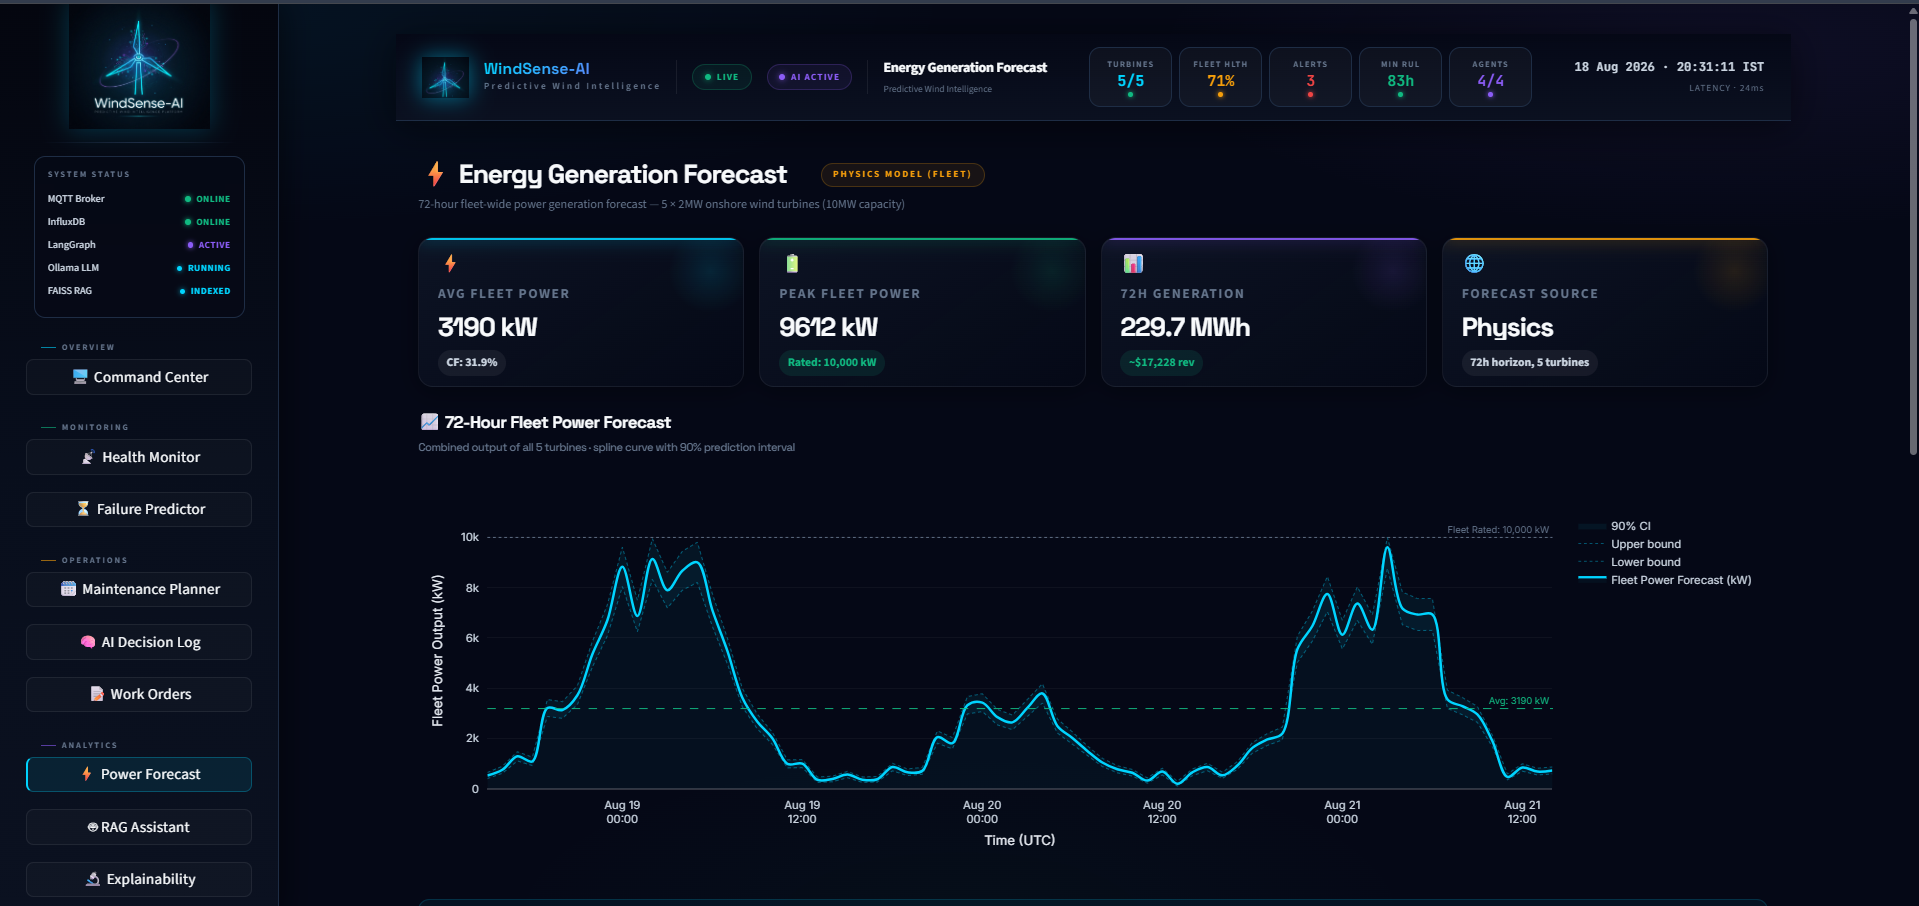 WindSense-AI
SYSTEM STATUS
MQTT Broker ONLINE
InfluxDB ONLINE
LangGraph ACTIVE
Ollama LLM RUNNING
FAISS RAG INDEXED
OVERVIEW
Command Center
MONITORING
Health Monitor
Failure Predictor
OPERATIONS
Maintenance Planner
AI Decision Log
Work Orders
ANALYTICS
Power Forecast
RAG Assistant
Explainability
WindSense-AI
Predictive Wind Intelligence
LIVE
AI ACTIVE
Energy Generation Forecast
Predictive Wind Intelligence
TURBINES
5/5
FLEET HLTH
71%
ALERTS
3
MIN RUL
83h
AGENTS
4/4
18 Aug 2026 · 20:31:11 IST
LATENCY · 24ms
Energy Generation Forecast
PHYSICS MODEL (FLEET)
72-hour fleet-wide power generation forecast — 5 × 2MW onshore wind turbines (10MW capacity)
AVG FLEET POWER
3190 kW
CF: 31.9%
PEAK FLEET POWER
9612 kW
Rated: 10,000 kW
72H GENERATION
229.7 MWh
~$17,228 rev
FORECAST SOURCE
Physics
72h horizon, 5 turbines
72-Hour Fleet Power Forecast
Combined output of all 5 turbines · spline curve with 90% prediction interval
Fleet Rated: 10,000 kW
Avg: 3190 kW
Fleet Power Output (kW)
10k
8k
6k
4k
2k
0
Aug 19 00:00
Aug 19 12:00
Aug 20 00:00
Aug 20 12:00
Aug 21 00:00
Aug 21 12:00
Time (UTC)
90% CI
Upper bound
Lower bound
Fleet Power Forecast (kW)